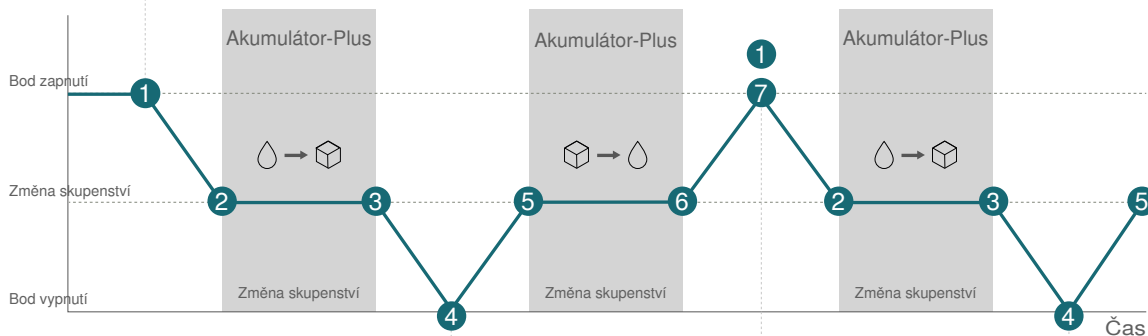 Akumulátor-Plus
Akumulátor-Plus
Akumulátor-Plus
1
Bod zapnutí
1
7
Změna skupenství
2
3
5
6
2
3
5
Bod vypnutí
Změna skupenství
Změna skupenství
Změna skupenství
4
4
Čas